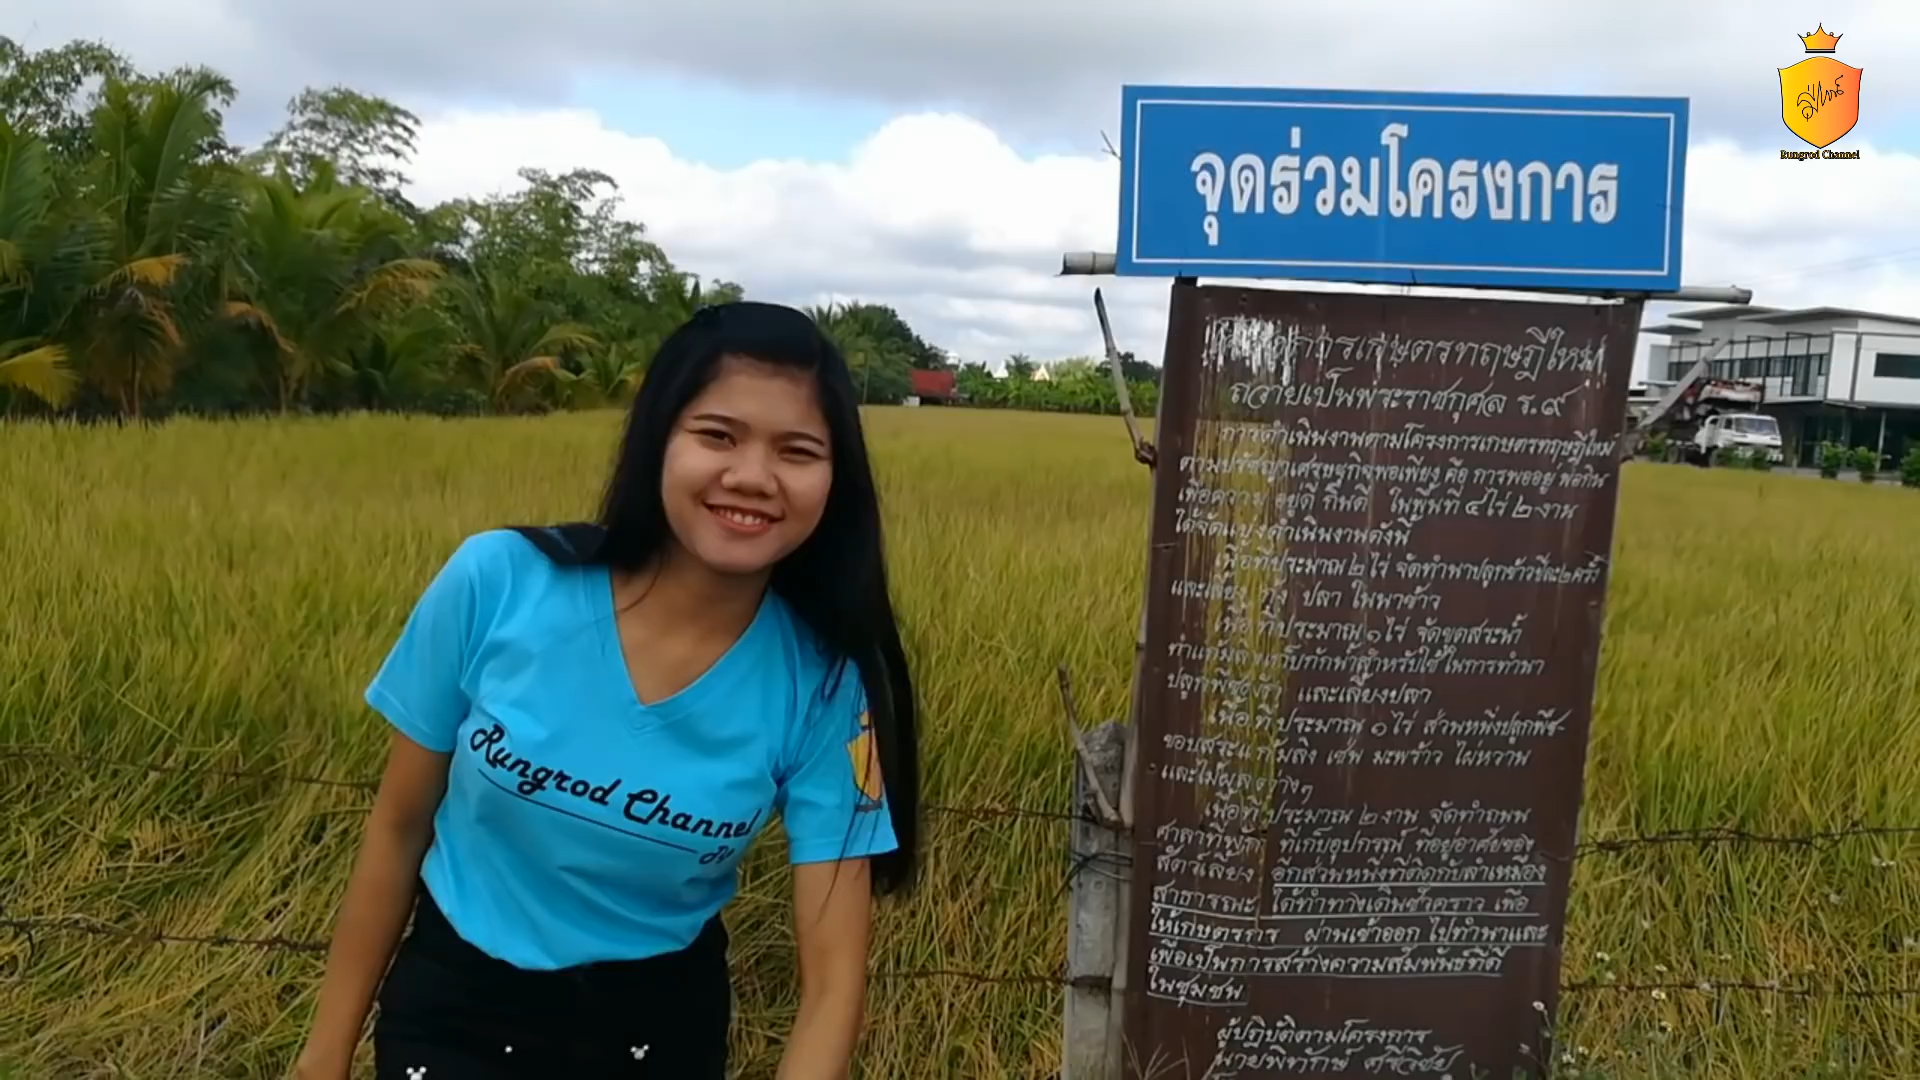 Rungrod Channel
จุดร่วมโครงการ
การเกษตรทฤษฎีใหม่
ถวายเป็นพระราชกุศล ร.๙
การดำเนินงานตามโครงการเกษตรทฤษฎีใหม่
ตามปรัชญาเศรษฐกิจพอเพียง คือ การพออยู่ พอกิน
เพื่อความ อยู่ดี กินดี ในพื้นที่ ๔ ไร่ ๒ งาน
ได้จัดแบ่งดำเนินงานดังนี้
เนื้อที่ประมาณ ๒ ไร่ จัดทำนาปลูกข้าวปีละ๒ครั้ง
และเลี้ยง กุ้ง ปลา ในนาข้าว
เนื้อที่ประมาณ ๑ ไร่ จัดขุดสระน้ำ
ทำแก้มลิงเก็บกักน้ำสำหรับใช้ในการทำนา
ปลูกพืชสวนครัว และเลี้ยงปลา
เนื้อที่ ประมาณ ๑ ไร่ ส่วนหนึ่งปลูกพืช-
ขอบสระแก้มลิง เช่น มะพร้าว ไผ่หวาน
และไม้ผลต่างๆ
เนื้อที่ ประมาณ ๒ งาน จัดทำถนน
ศาลาที่พัก ที่เก็บอุปกรณ์ ที่อยู่อาศัยของ
สัตว์เลี้ยง อีกส่วนหนึ่งที่ติดกับลำเหมือง
สาธารณะ ได้ทำทางเดินชั่วคราว เพื่อ
ให้เกษตรกร ผ่านเข้าออก ไปทำนาและ
เพื่อเป็นการสร้างความสัมพันธ์ที่ดี
ในชุมชน
ผู้ปฏิบัติตามโครงการ
นายพิทักษ์ ศรีวิชัย
Rungrod Channel